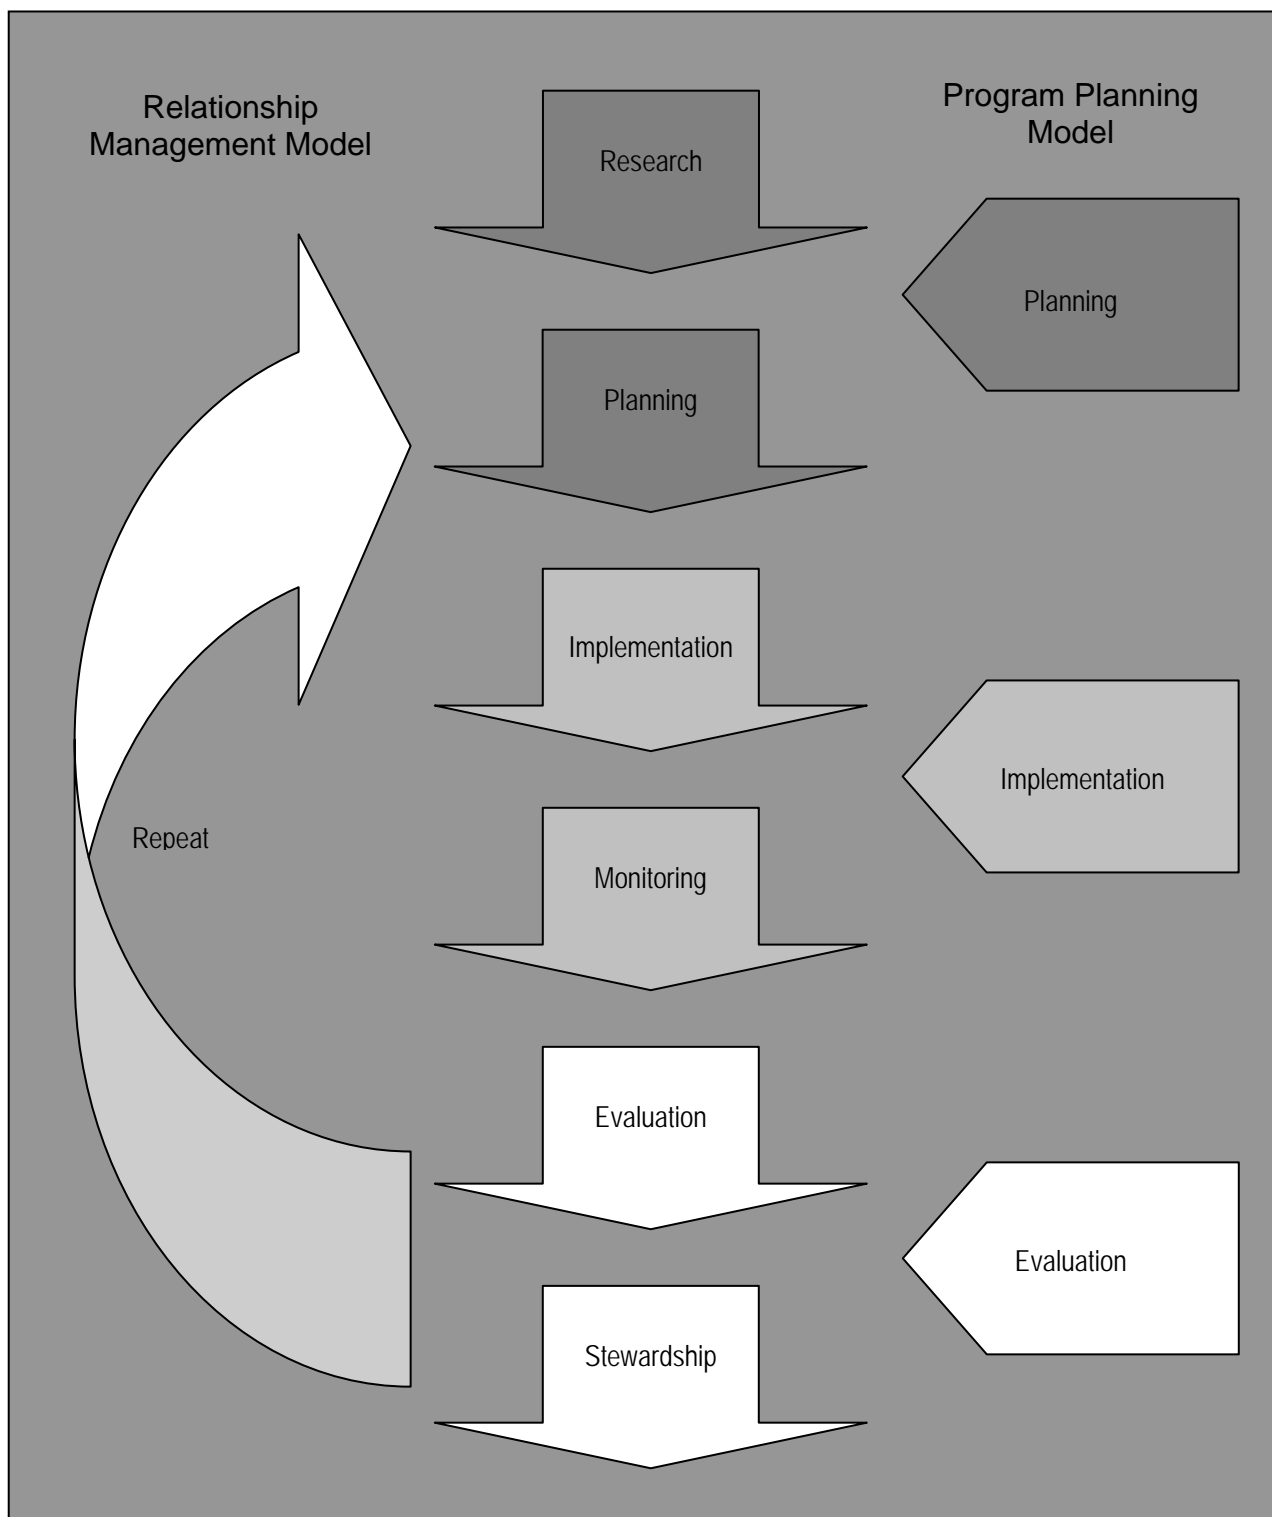 Relationship
Management Model
Program Planning
Model
Research
Planning
Planning
Implementation
Implementation
Repeat
Monitoring
Evaluation
Evaluation
Stewardship